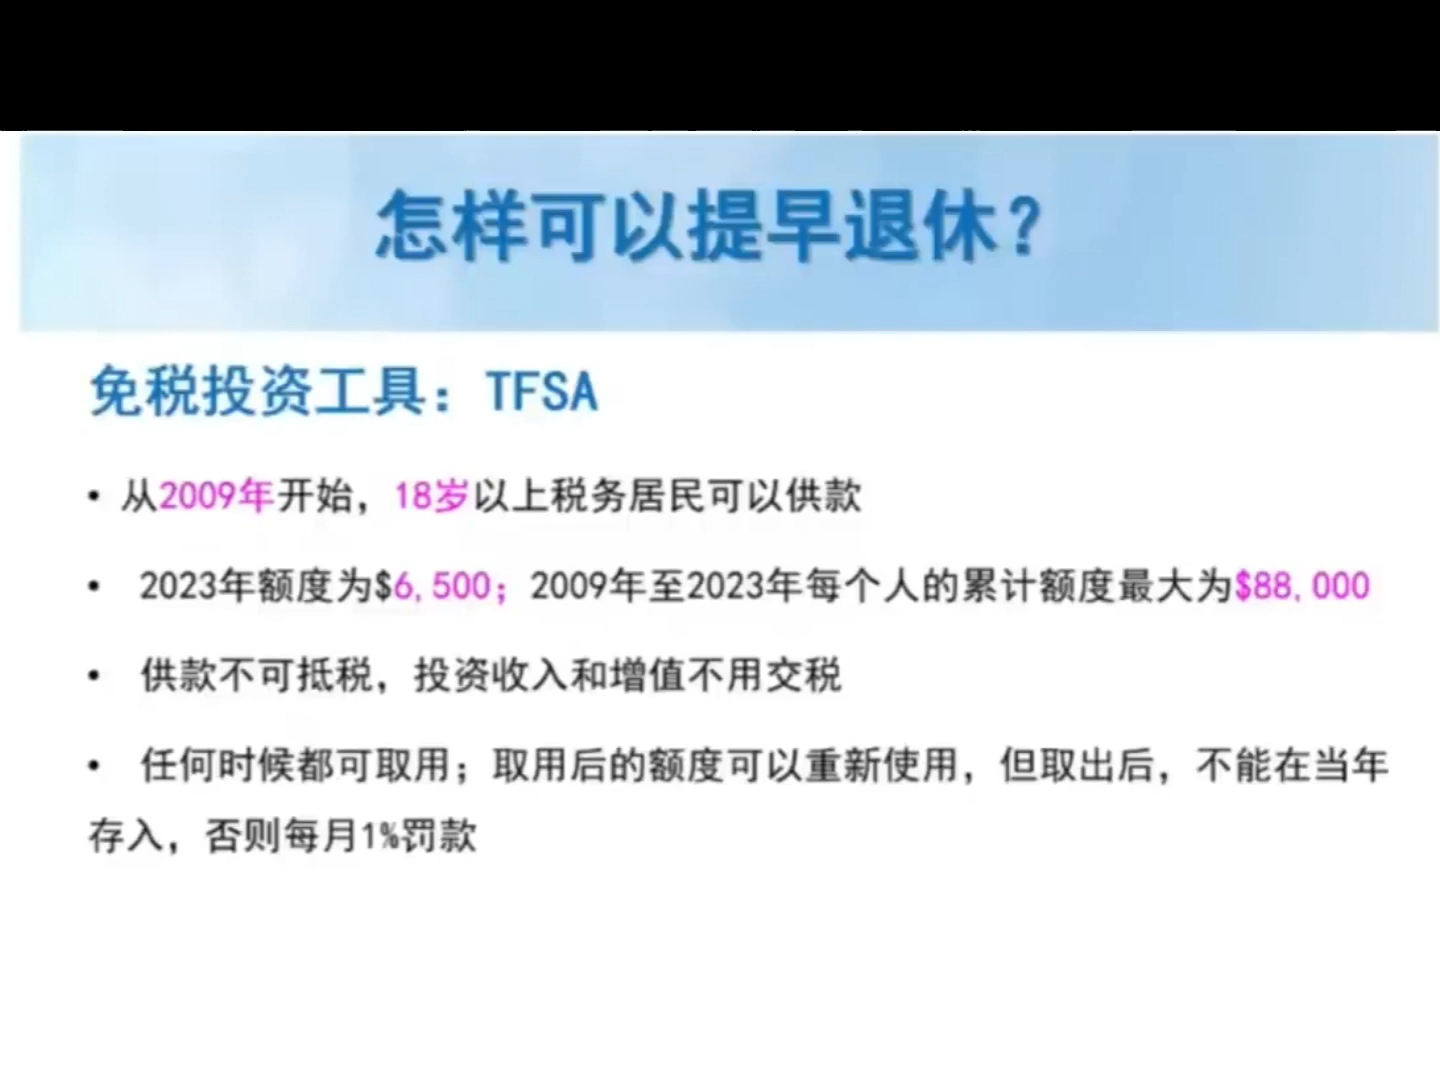 怎样可以提早退休？
免税投资工具：TFSA
• 从2009年开始，18岁以上税务居民可以供款
• 2023年额度为$6,500；2009年至2023年每个人的累计额度最大为$88,000
• 供款不可抵税，投资收入和增值不用交税
• 任何时候都可取用；取用后的额度可以重新使用，但取出后，不能在当年
存入，否则每月1%罚款